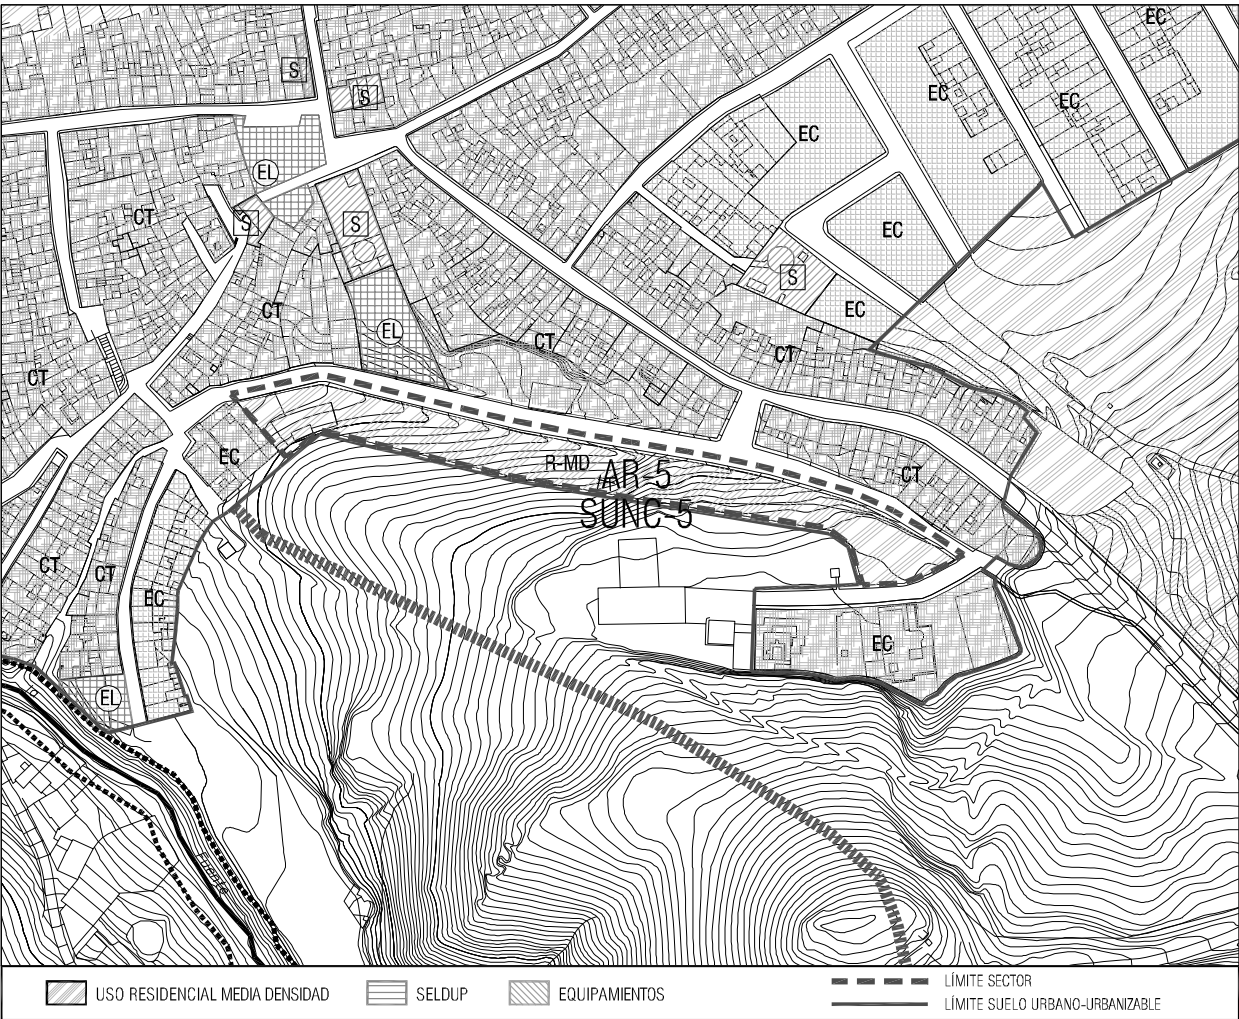 EC
S
S
EC
EC
EC
EL
CT
S
S
EC
S
EC
CT
EL
CT
CT
CT
EC
R-MD
AR-5
CT
SUNC-5
CT
CT
EC
EC
EL
USO RESIDENCIAL MEDIA DENSIDAD
SELDUP
EQUIPAMIENTOS
LÍMITE SECTOR
LÍMITE SUELO URBANO-URBANIZABLE